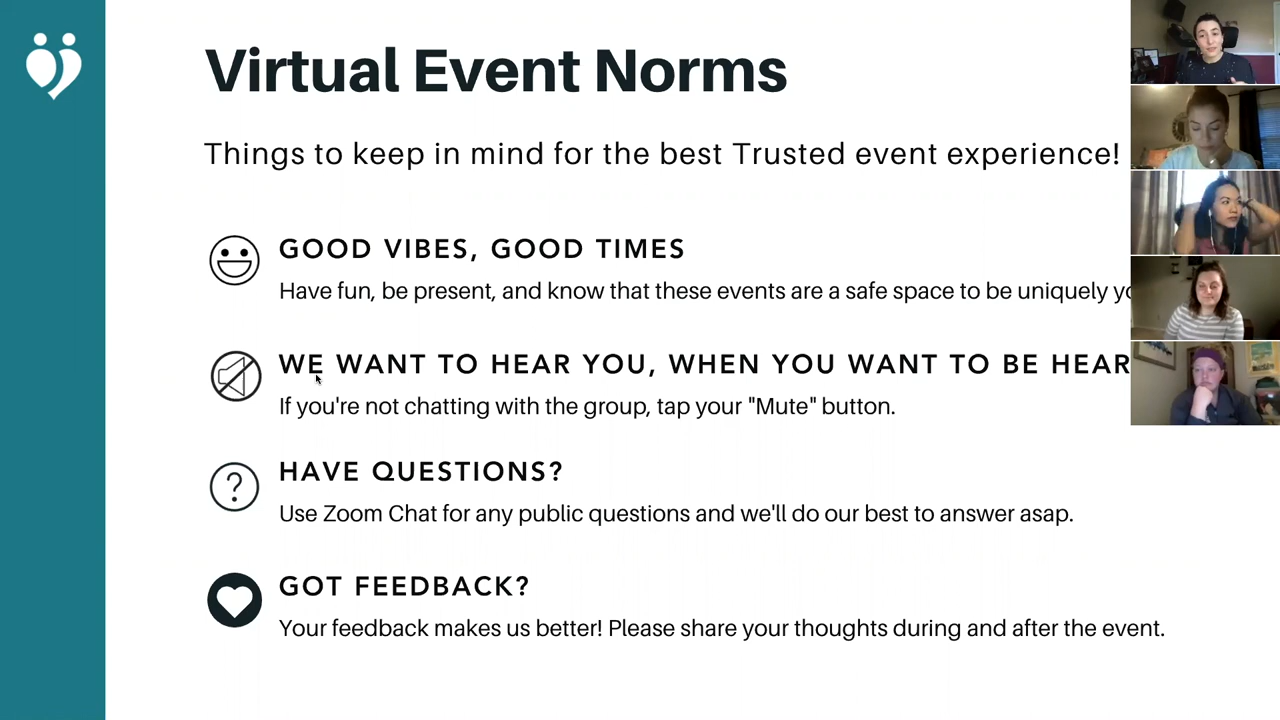 Virtual Event Norms
Things to keep in mind for the best Trusted event experience!
GOOD VIBES, GOOD TIMES
Have fun, be present, and know that these events are a safe space to be uniquely
WE WANT TO HEAR YOU, WHEN YOU WANT TO BE HEAR
If you're not chatting with the group, tap your "Mute" button.
HAVE QUESTIONS?
Use Zoom Chat for any public questions and we'll do our best to answer asap.
GOT FEEDBACK?
Your feedback makes us better! Please share your thoughts during and after the event.